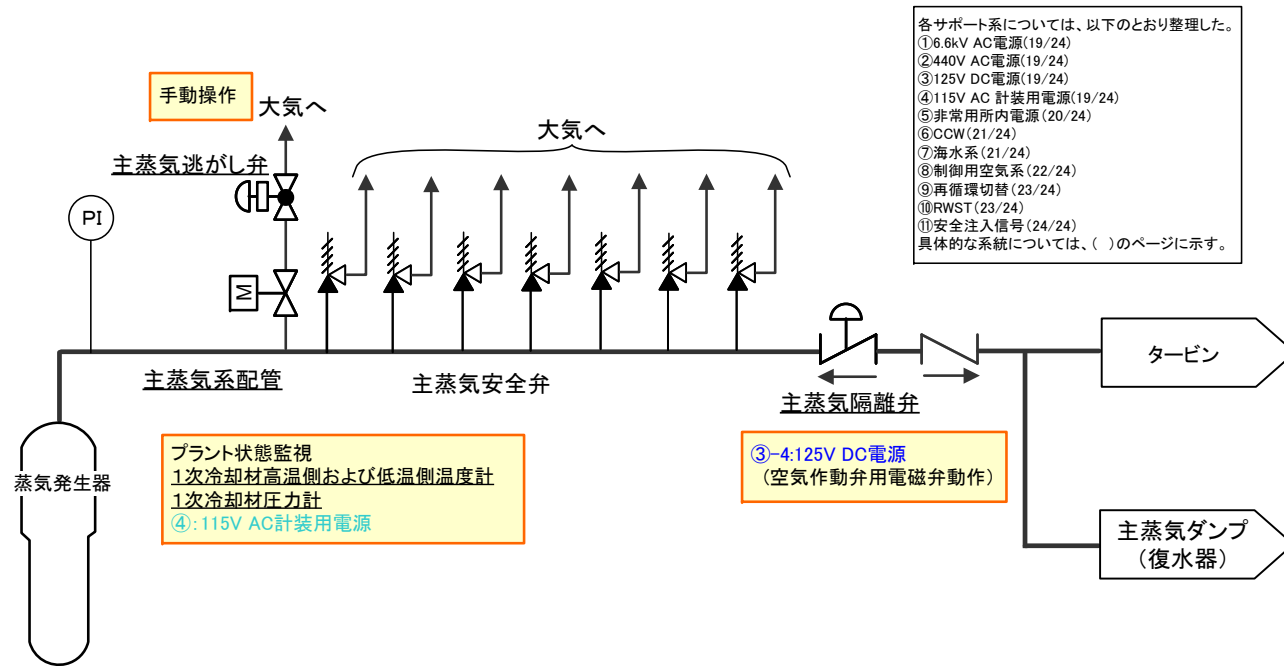 各サポート系については、以下のとおり整理した。
①6.6kV AC電源(19/24)
②440V AC電源(19/24)
③125V DC電源(19/24)
④115V AC 計装用電源(19/24)
⑤非常用所内電源(20/24)
⑥CCW(21/24)
⑦海水系(21/24)
⑧制御用空気系(22/24)
⑨再循環切替(23/24)
⑩RWST(23/24)
⑪安全注入信号(24/24)
具体的な系統については、( )のページに示す。
手動操作
大気へ
主蒸気逃がし弁
大気へ
PI
M
主蒸気系配管
主蒸気安全弁
主蒸気隔離弁
タービン
蒸気発生器
プラント状態監視
1次冷却材高温側および低温側温度計
1次冷却材圧力計
④:115V AC計装用電源
③-4:125V DC電源
(空気作動弁用電磁弁動作)
主蒸気ダンプ
(復水器)